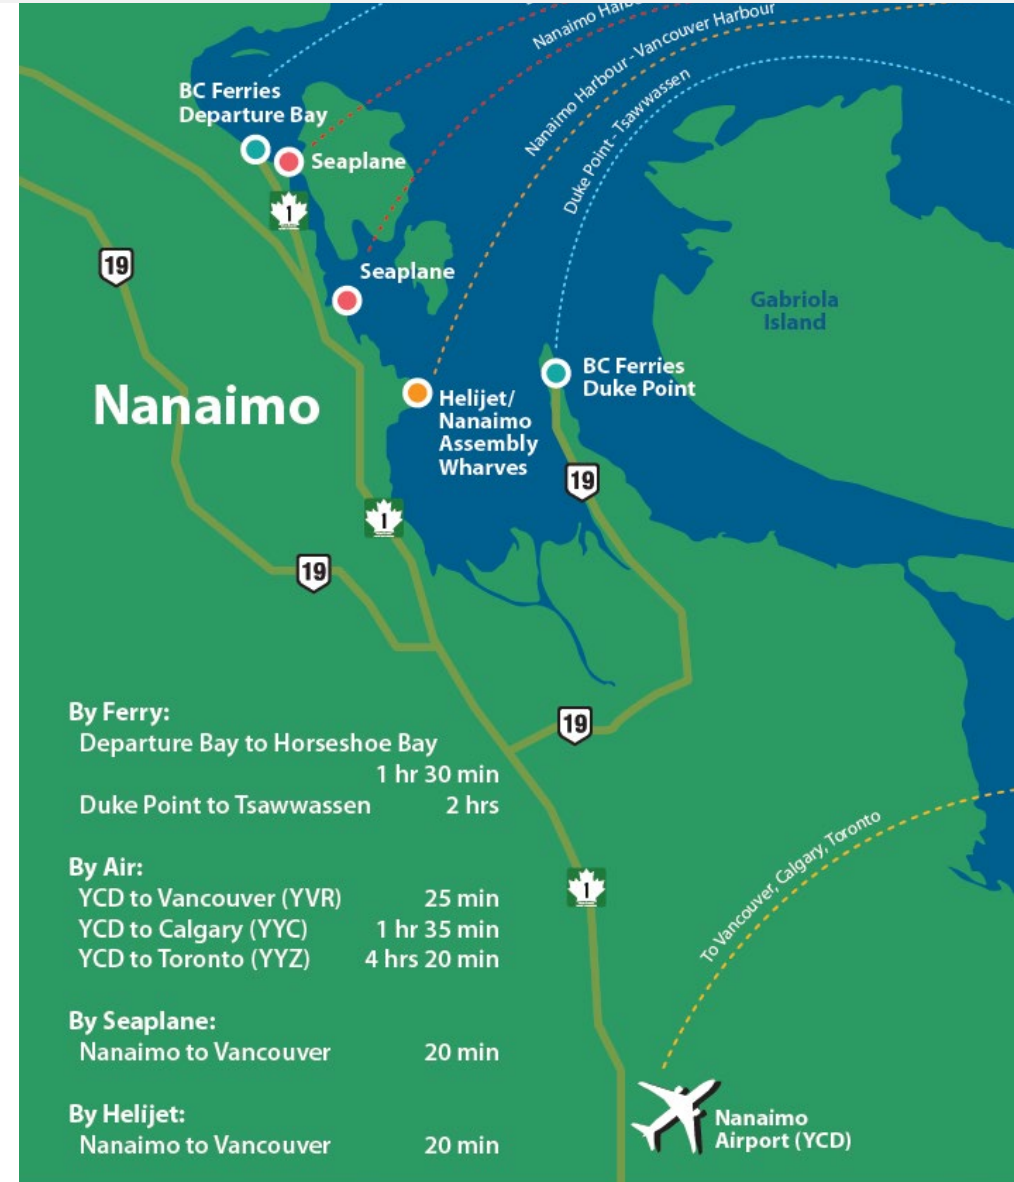 Nanaimo
Nanaimo Harbour - Vancouver Harbour
Duke Point - Tsawwassen
BC Ferries
Departure Bay
Seaplane
1
19
Seaplane
Gabriola
Island
BC Ferries
Duke Point
Nanaimo
Helijet/
Nanaimo
Assembly
Wharves
19
1
19
19
By Ferry:
Departure Bay to Horseshoe Bay
1 hr 30 min
Duke Point to Tsawwassen 2 hrs
By Air:
YCD to Vancouver (YVR) 25 min
YCD to Calgary (YYC) 1 hr 35 min
YCD to Toronto (YYZ) 4 hrs 20 min
By Seaplane:
Nanaimo to Vancouver 20 min
By Helijet:
Nanaimo to Vancouver 20 min
To Vancouver, Calgary, Toronto
1
Nanaimo
Airport (YCD)